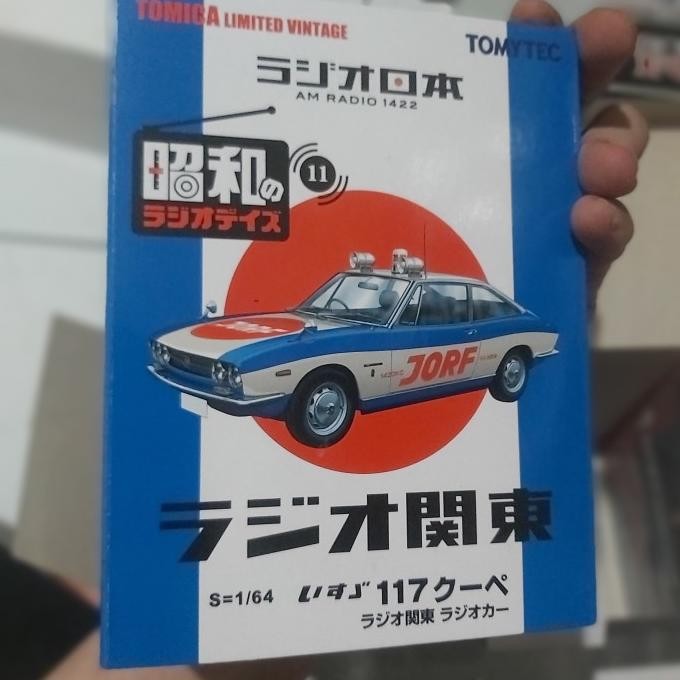 TOMICA LIMITED VINTAGE
TOMYTEC
ラジオ日本
AM RADIO 1422
昭和の
ラジオデイズ
11
JORF
JORF
ラジオ関東
S=1/64 いすゞ 117クーペ
ラジオ関東 ラジオカー